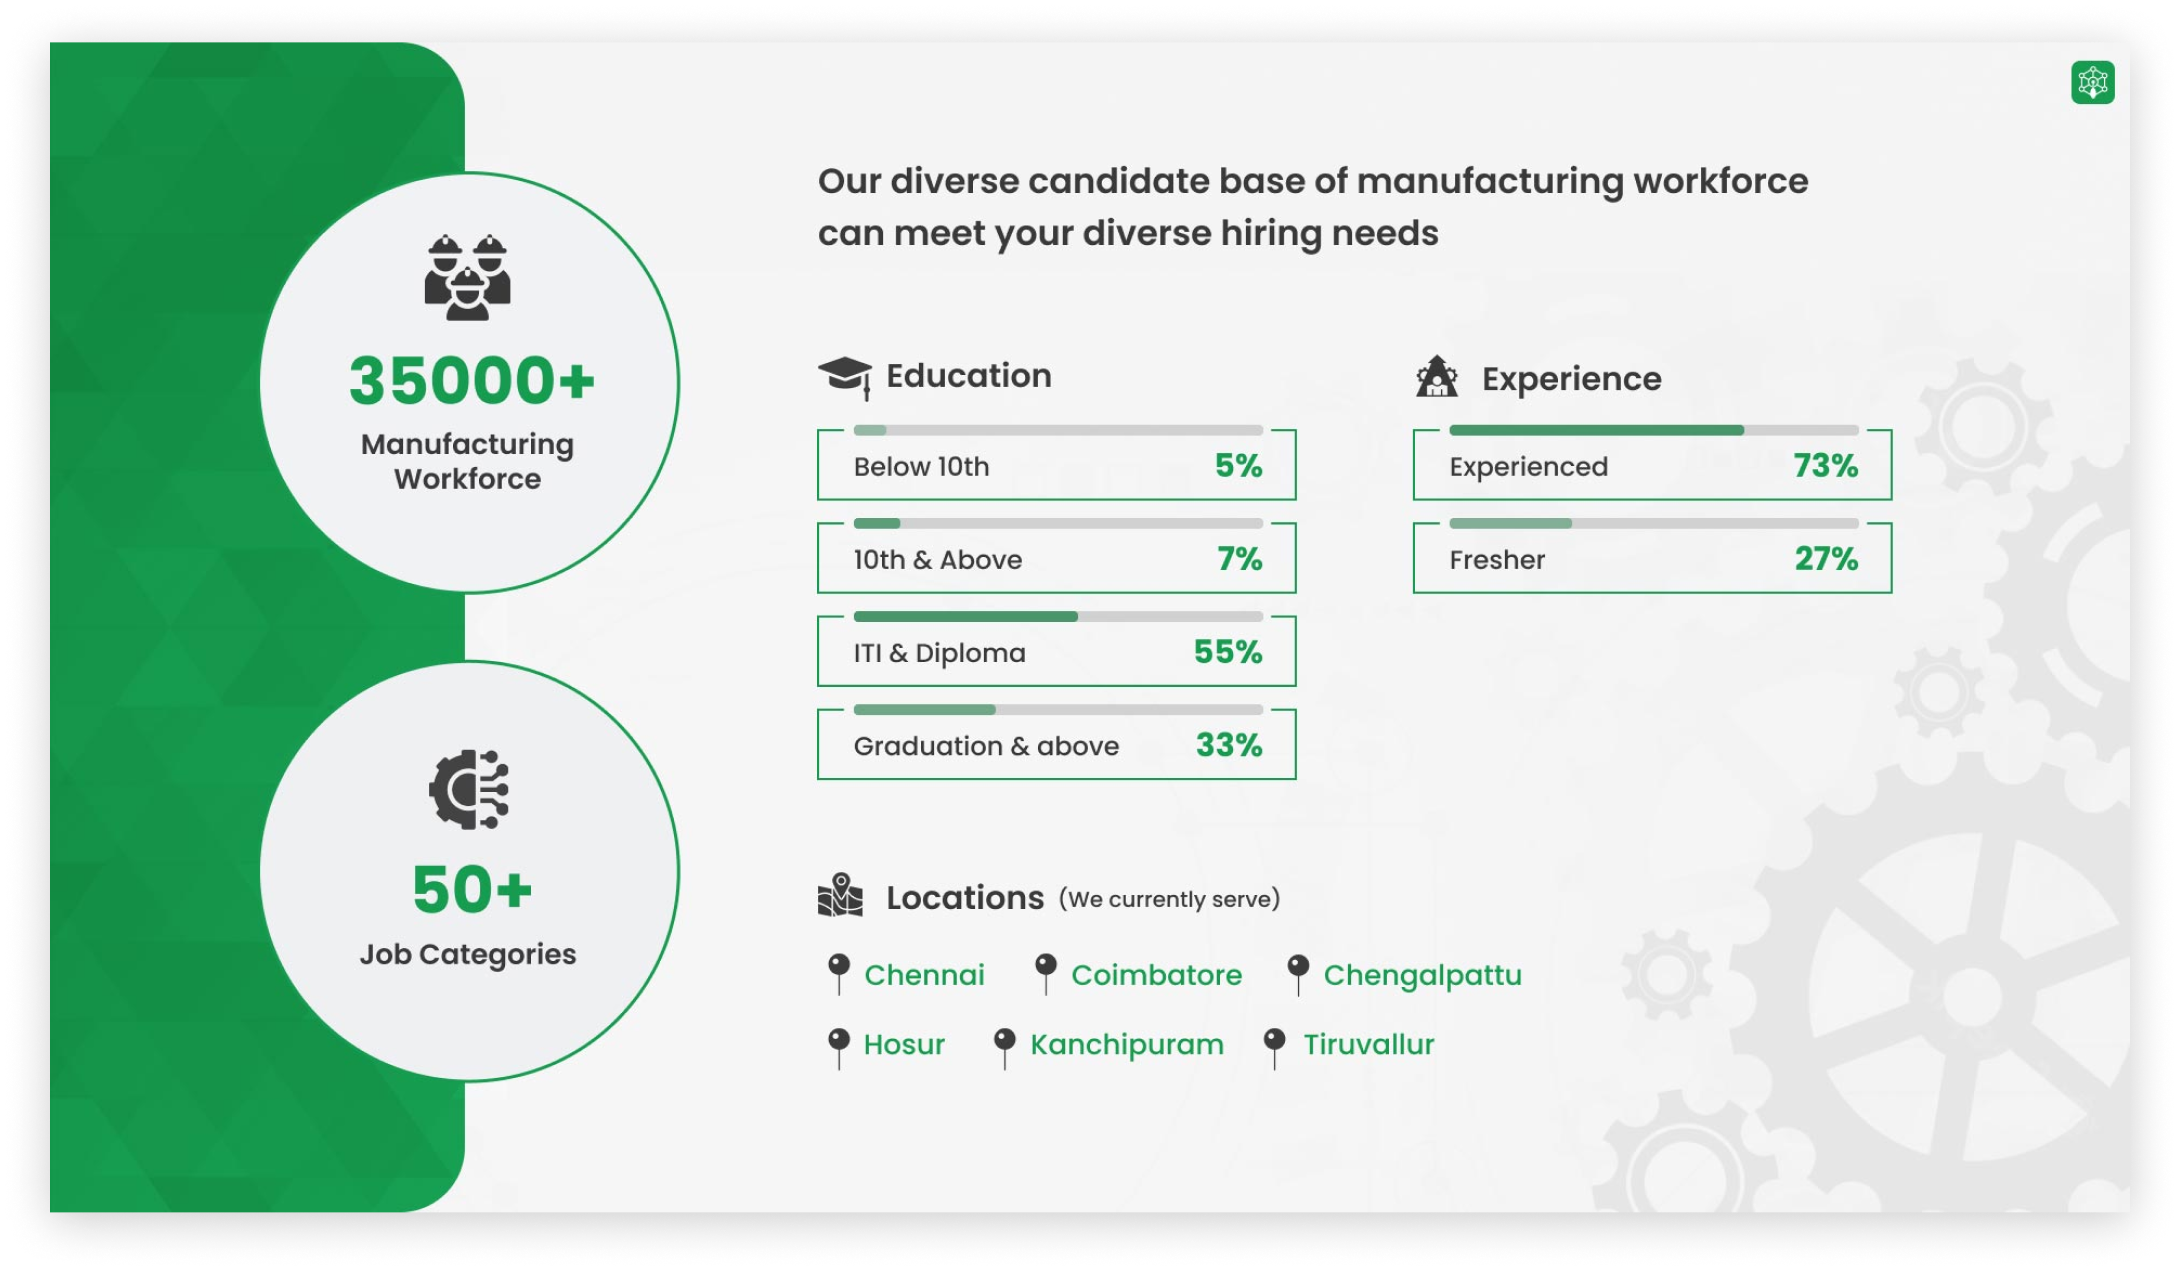 35000+
Manufacturing
Workforce
50+
Job Categories
Our diverse candidate base of manufacturing workforce
can meet your diverse hiring needs
Education
Below 10th 5%
10th & Above 7%
ITI & Diploma 55%
Graduation & above 33%
Experience
Experienced 73%
Fresher 27%
Locations (We currently serve)
Chennai Coimbatore Chengalpattu
Hosur Kanchipuram Tiruvallur